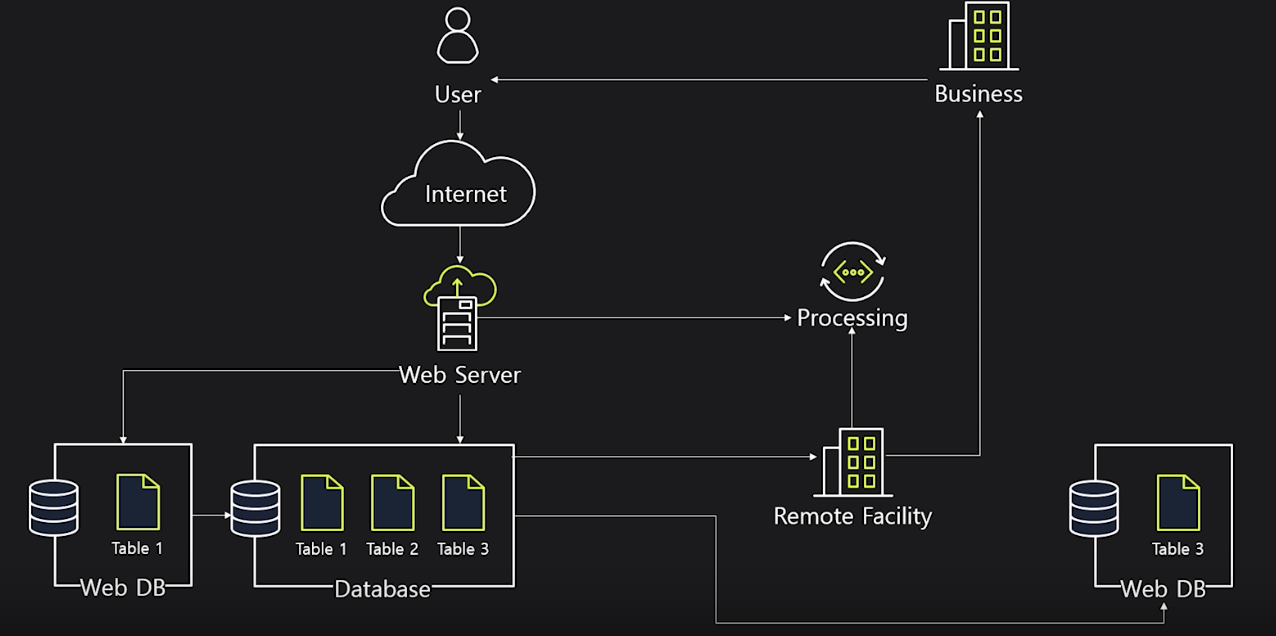 User
Business
Internet
Processing
Web Server
Remote Facility
Table 1
Table 1
Table 2
Table 3
Table 3
Web DB
Database
Web DB